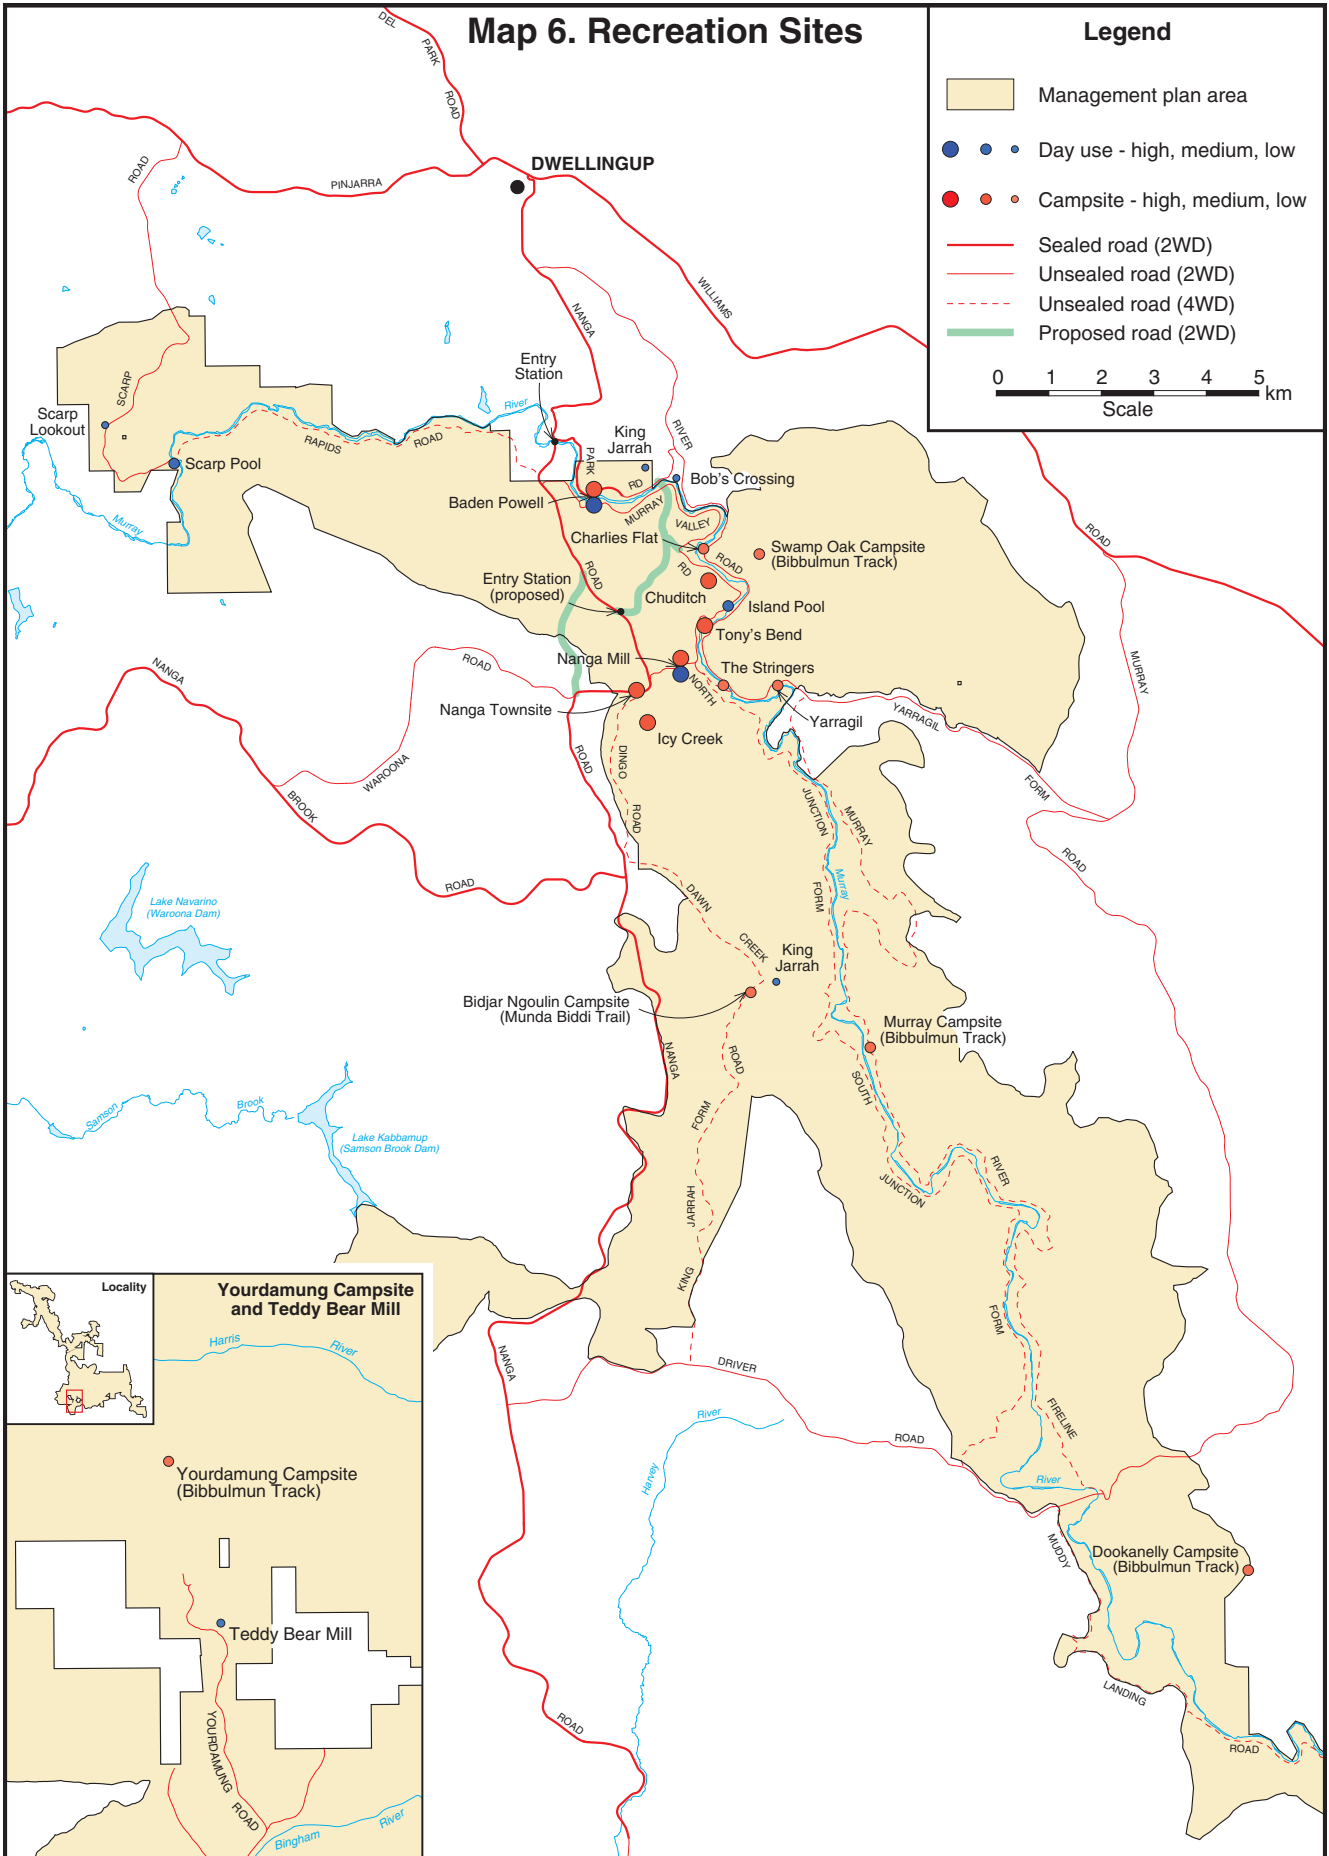 Map 6. Recreation Sites
Legend
Management plan area
Day use - high, medium, low
Campsite - high, medium, low
Sealed road (2WD)
Unsealed road (2WD)
Unsealed road (4WD)
Proposed road (2WD)
0 1 2 3 4 5 km
Scale
DEL
PARK
ROAD
DWELLINGUP
ROAD
PINJARRA
WILLIAMS
NANGA
Entry
Station
River
SCARP
Scarp
Lookout
RAPIDS
ROAD
King
Jarrah
RIVER
PARK
RD
Scarp Pool
Bob's Crossing
Baden Powell
MURRAY
VALLEY
Murray
Charlies Flat
ROAD
Swamp Oak Campsite
(Bibbulmun Track)
ROAD
RD
Entry Station
(proposed)
ROAD
Chuditch
Island Pool
Tony's Bend
Nanga Mill
The Stringers
NANGA
ROAD
NORTH
MURRAY
Nanga Townsite
Yarragil
YARRAGIL
Icy Creek
DINGO
ROAD
WAROONA
FORM
BROOK
JUNCTION
MURRAY
ROAD
ROAD
Murray
ROAD
DAWN
FORM
Lake Navarino
(Waroona Dam)
CREEK
King
Jarrah
Bidjar Ngoulin Campsite
(Munda Biddi Trail)
Murray Campsite
(Bibbulmun Track)
NANGA
ROAD
SOUTH
Samson
Brook
FORM
Lake Kabbamup
(Samson Brook Dam)
RIVER
JUNCTION
JARRAH
KING
FORM
NANGA
DRIVER
River
ROAD
FIRELINE
Harvey
River
MUDDY
Dookanelly Campsite
(Bibbulmun Track)
LANDING
ROAD
ROAD
Locality
Yourdamung Campsite
and Teddy Bear Mill
Harris
River
Yourdamung Campsite
(Bibbulmun Track)
Teddy Bear Mill
YOURDAMUNG
ROAD
Bingham
River